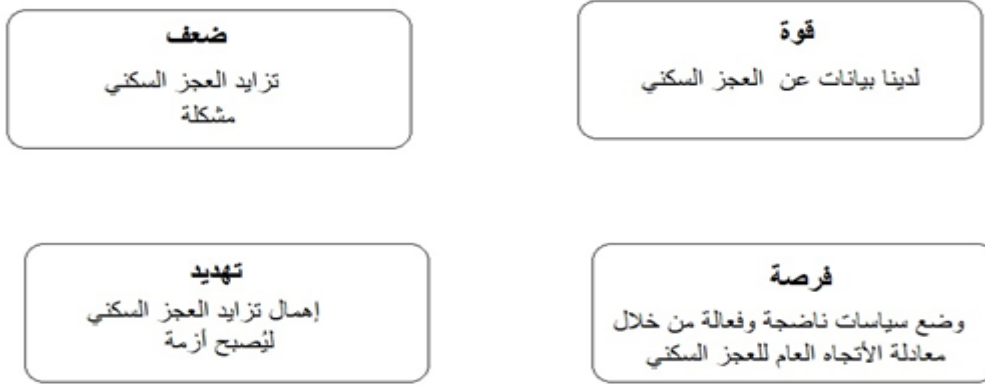 قوة
لدينا بيانات عن العجز السكني
ضعف
تزايد العجز السكني
مشكلة
فرصة
وضع سياسات ناضجة وفعالة من خلال
معادلة الأتجاه العام للعجز السكني
تهديد
إهمال تزايد العجز السكني
ليُصبح أزمة